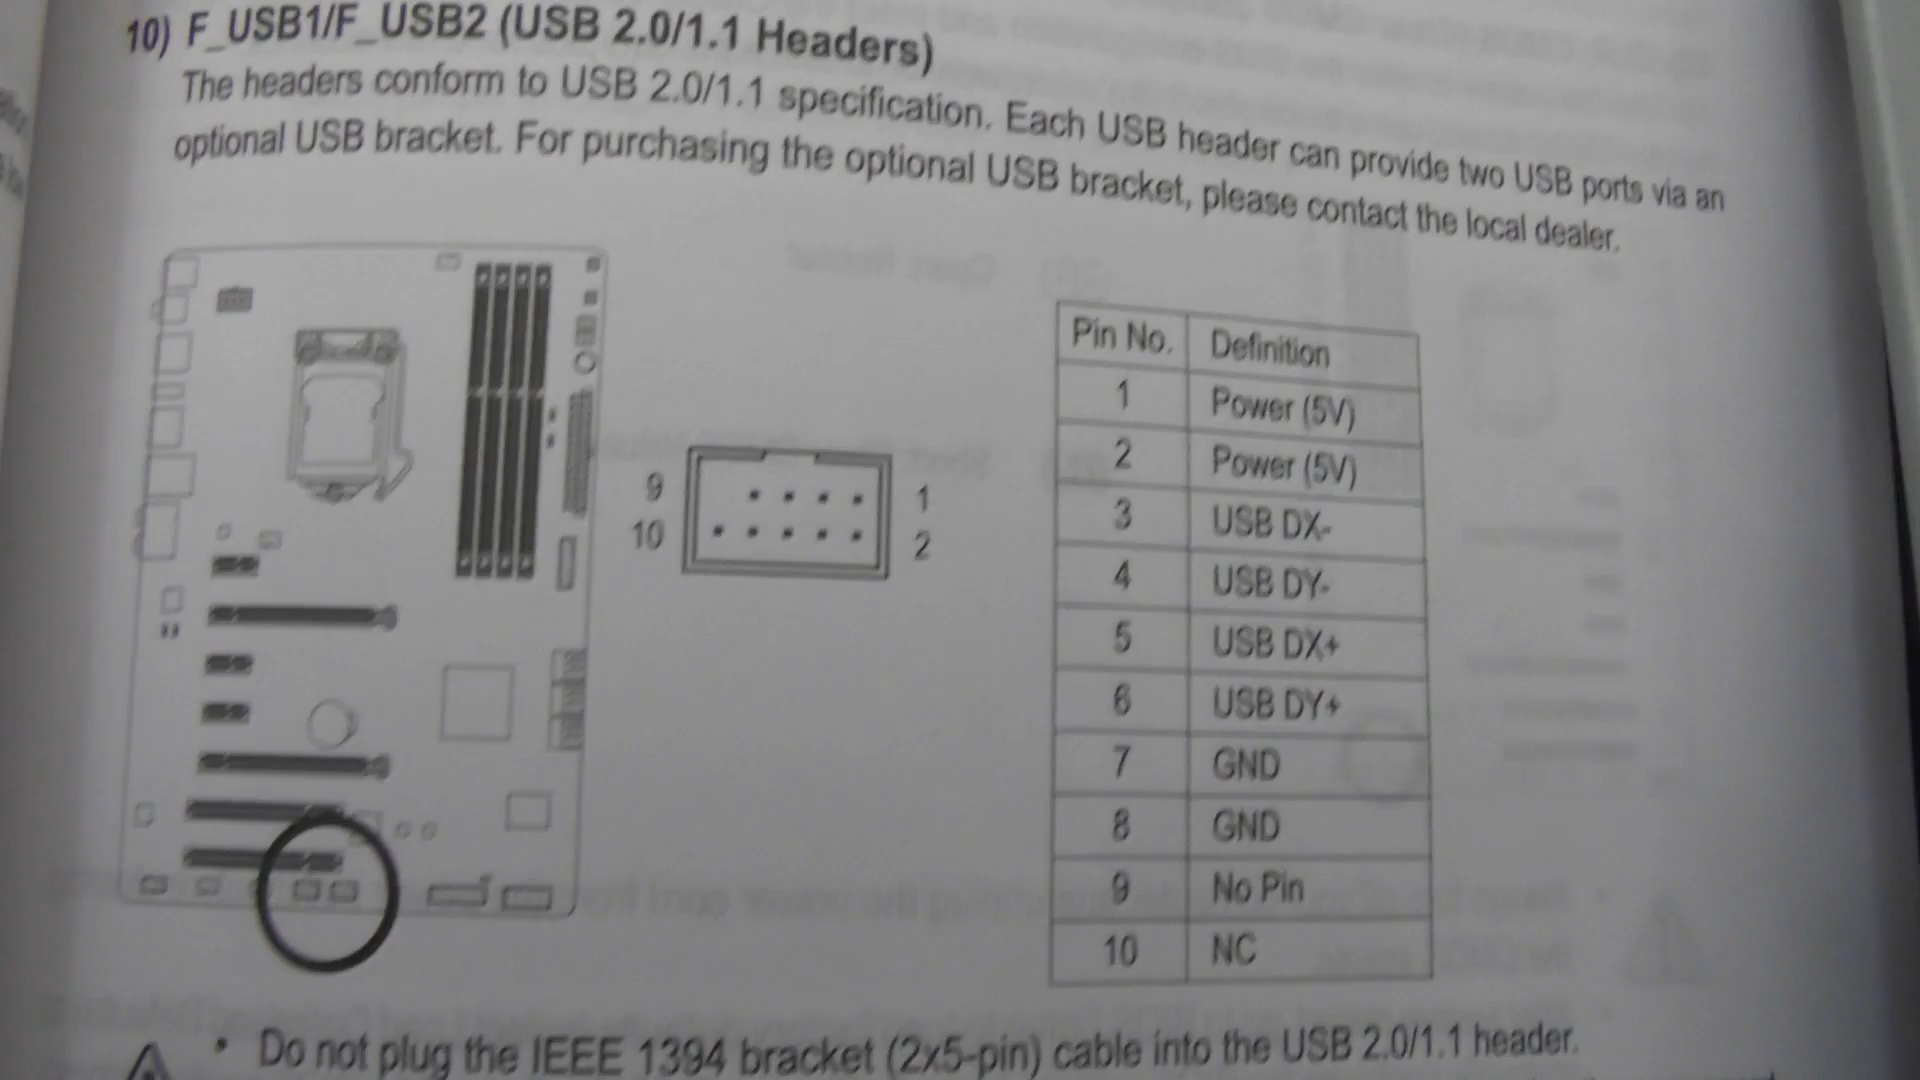 10) F_USB1/F_USB2 (USB 2.0/1.1 Headers)
The headers conform to USB 2.0/1.1 specification. Each USB header can provide two USB ports via an
optional USB bracket. For purchasing the optional USB bracket, please contact the local dealer.
9
10
1
2
Pin No. Definition
1 Power (5V)
2 Power (5V)
3 USB DX-
4 USB DY-
5 USB DX+
6 USB DY+
7 GND
8 GND
9 No Pin
10 NC
• Do not plug the IEEE 1394 bracket (2x5-pin) cable into the USB 2.0/1.1 header.